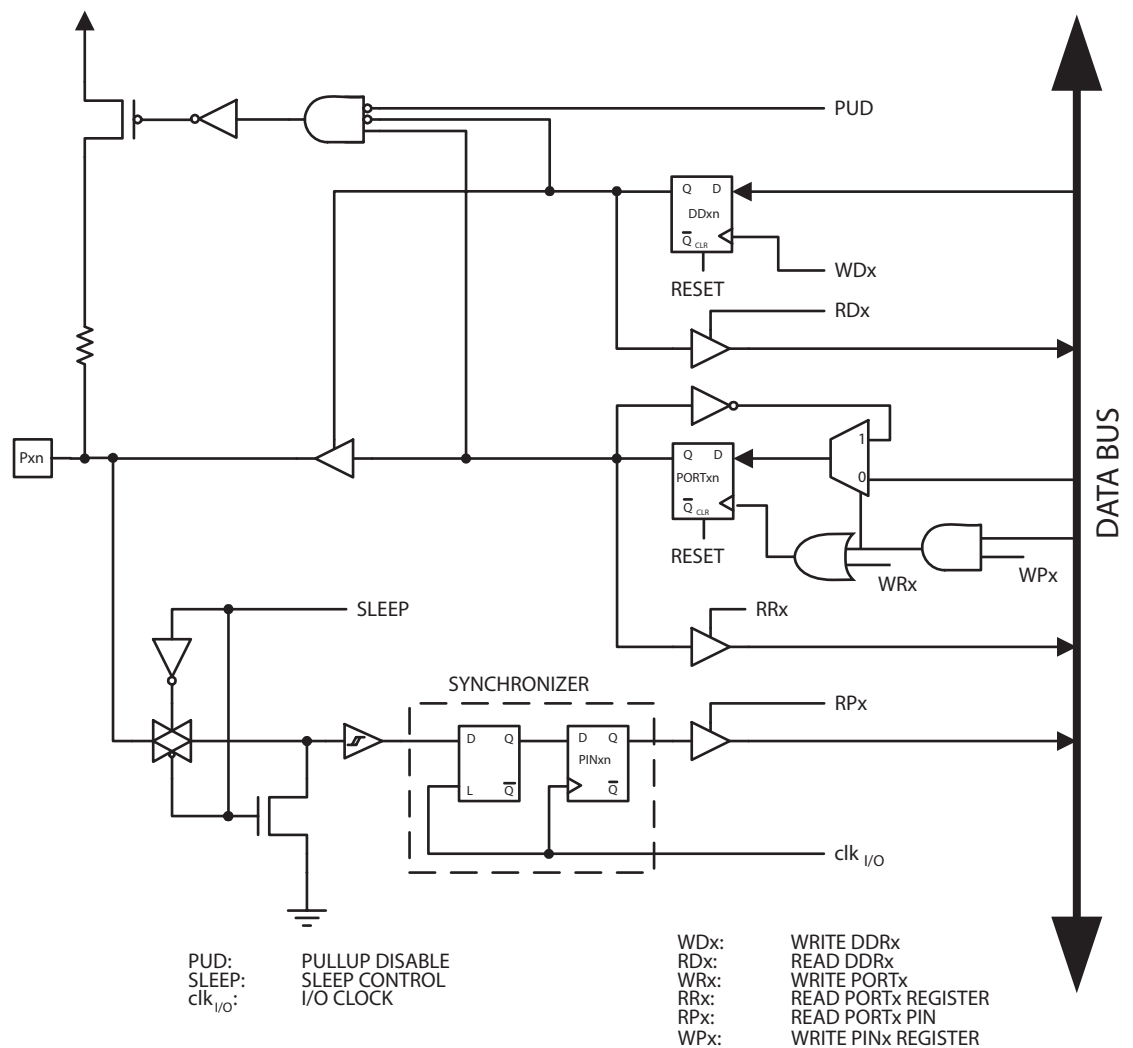 PUD
Q D
DDxn
Q CLR
WDx
RESET
RDx
Pxn
1
Q D
PORTxn
0
Q CLR
RESET
WRx
WPx
DATA BUS
SLEEP
RRx
SYNCHRONIZER
RPx
D Q
D Q
PINxn
L Q
Q
clk I/O
PUD: PULLUP DISABLE
SLEEP: SLEEP CONTROL
clk I/O: I/O CLOCK
WDx: WRITE DDRx
RDx: READ DDRx
WRx: WRITE PORTx
RRx: READ PORTx REGISTER
RPx: READ PORTx PIN
WPx: WRITE PINx REGISTER